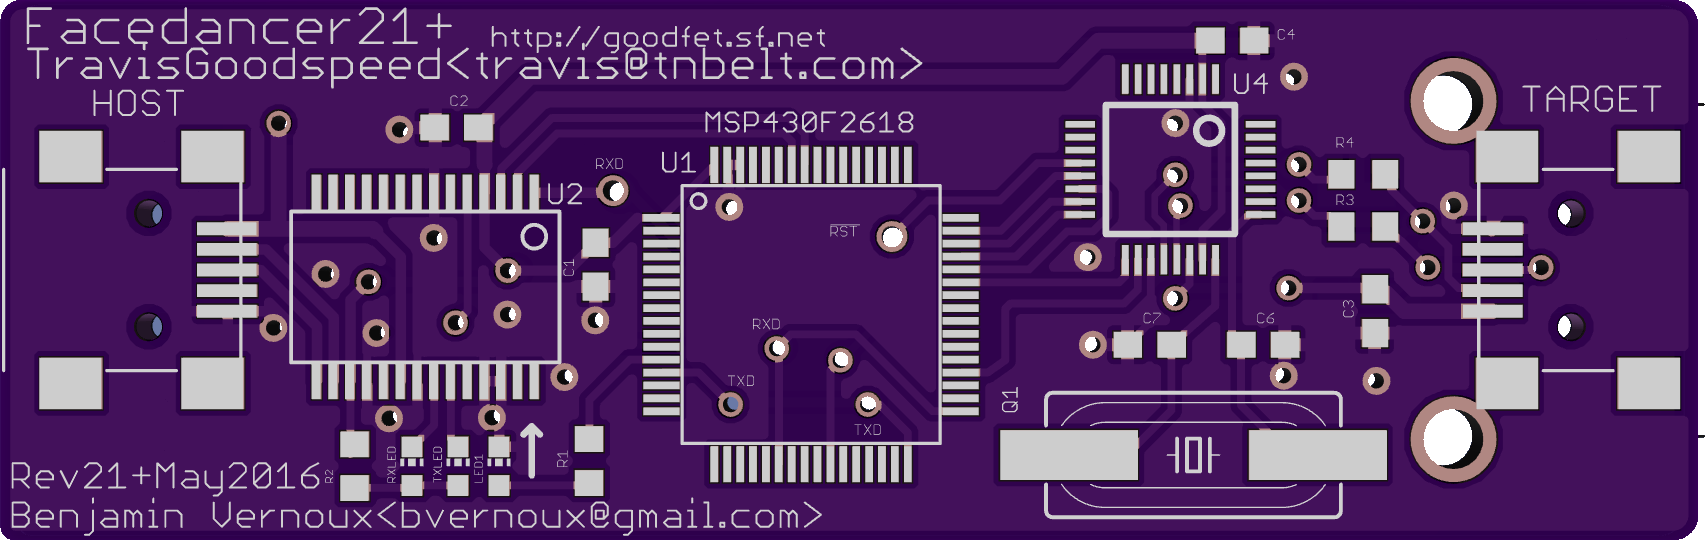 Facedancer21+
http://goodfet.sf.net
TravisGoodspeed<travis@tnbelt.com>
HOST
C2
MSP430F2618
C4
U4
TARGET
RXD
U1
U2
R4
R3
RST
C1
RXD
TXD
TXD
C7
C6
C3
Q1
R2
RXLED
TXLED
LED1
R1
Rev21+May2016
Benjamin Vernoux<bvernoux@gmail.com>